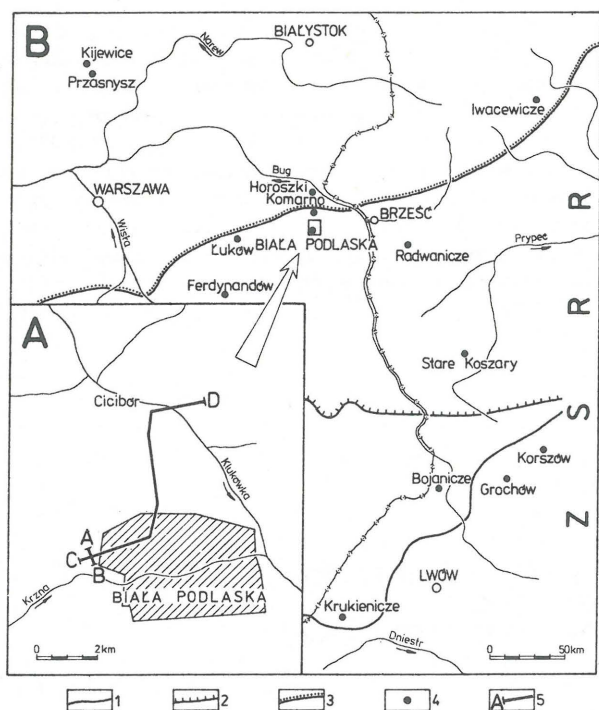 B
BIAŁYSTOK
Narew
Kijewice
Przasnysz
Iwacewicze
Bug
Horoszki
Komarno
WARSZAWA
BRZEŚĆ
Wisła
BIAŁA PODLASKA
Łuków
Radwanicze
Prypeć
Ferdynandów
Z S R R
Stare Koszary
Korszów
Bojanicze
Grochów
LWÓW
Krukienicze
Dniestr
0 50km
A
Cicibór
D
Klukówka
A
C
B
BIAŁA PODLASKA
Krzna
0 2km
1 2 3 4 A 5